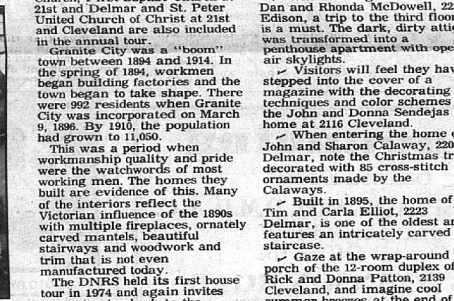 21st and Delmar and St. Peter
United Church of Christ at 21st
and Cleveland are also included
in the annual tour.
Granite City was a "boom"
town between 1894 and 1914. In
the spring of 1894, workmen
began building factories and the
town began to take shape. There
were 992 residents when Granite
City was incorporated on March
9, 1896. By 1910, the population
had grown to 11,050.
This was a period when
workmanship quality and pride
were the watchwords of most
working men. The homes they
built are evidence of this. Many
of the interiors reflect the
Victorian influence of the 1890s
with multiple fireplaces, ornately
carved mantels, beautiful
stairways and woodwork and
trim that is not even
manufactured today.
The DNRS held its first house
tour in 1974 and again invites
Dan and Rhonda McDowell, 22
Edison, a trip to the third floor
is a must. The dark, dirty attic
was transformed into a
penthouse apartment with ope
air skylights.
✓ Visitors will feel they hav
stepped into the cover of a
magazine with the decorating
techniques and color schemes
the John and Donna Sendejas
home at 2116 Cleveland.
✓ When entering the home o
John and Sharon Calaway, 220
Delmar, note the Christmas tr
decorated with 85 cross-stitch
ornaments made by the
Calaways.
✓ Built in 1895, the home of
Tim and Carla Elliot, 2223
Delmar, is one of the oldest an
features an intricately carved
staircase.
✓ Gaze at the wrap-around
porch of the 12-room duplex of
Rick and Donna Patton, 2139
Cleveland, and imagine cool
summer breezes at the end of